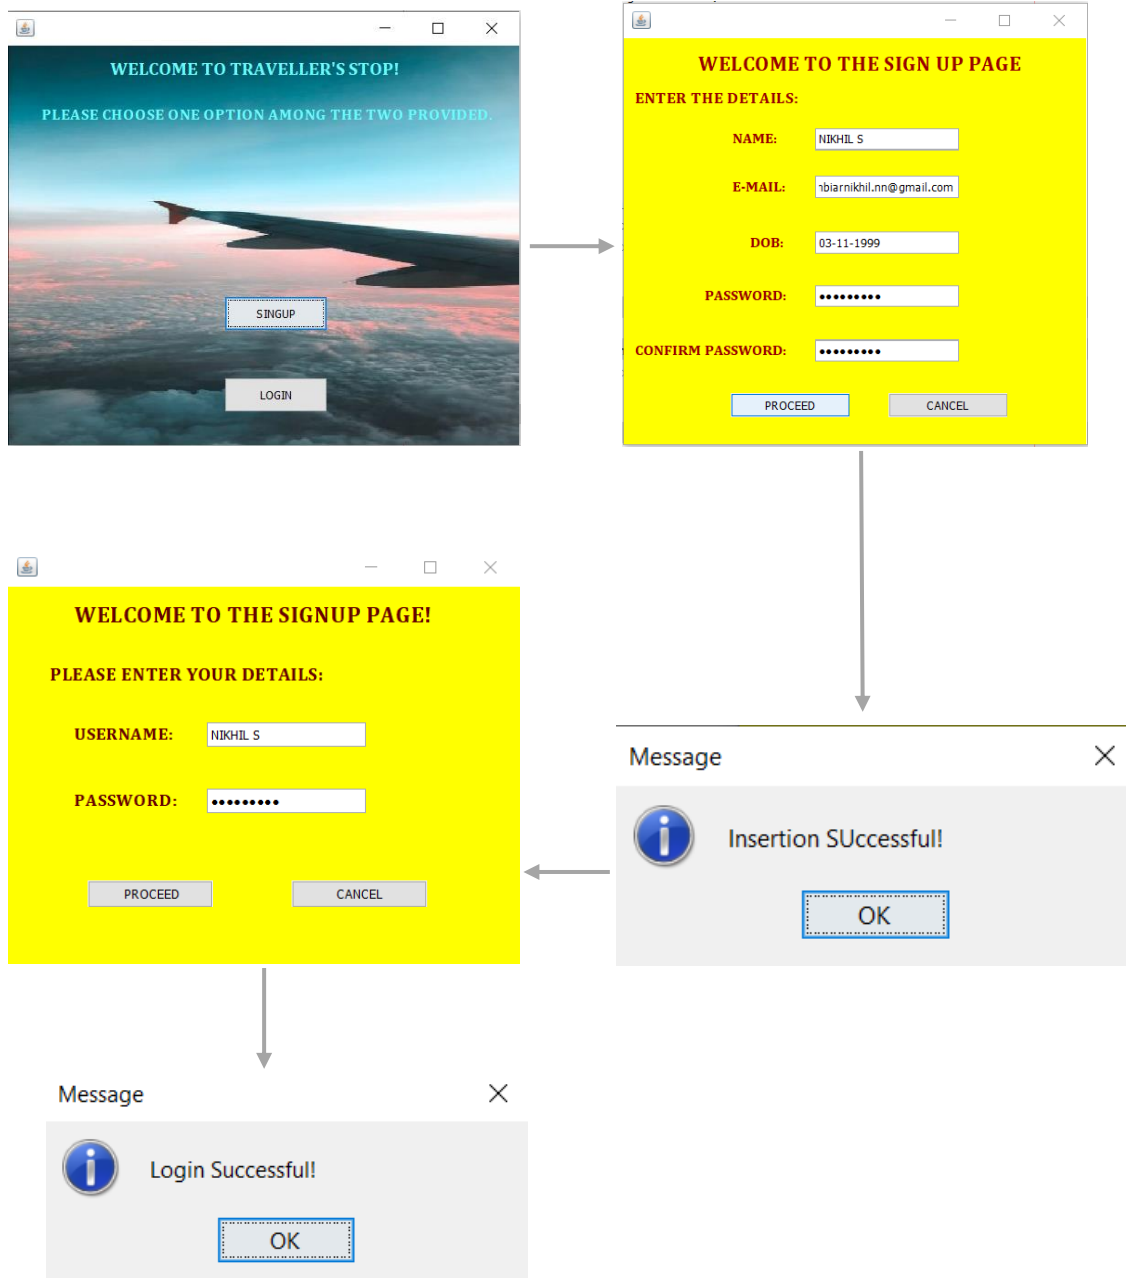 WELCOME TO TRAVELLER'S STOP!
PLEASE CHOOSE ONE OPTION AMONG THE TWO PROVIDED.
SINGUP
LOGIN
WELCOME TO THE SIGN UP PAGE
ENTER THE DETAILS:
NAME: NIKHIL S
E-MAIL: biarnikhil.nn@gmail.com
DOB: 03-11-1999
PASSWORD: •••••••••
CONFIRM PASSWORD: •••••••••
PROCEED CANCEL
Message
Insertion SUccessful!
OK
WELCOME TO THE SIGNUP PAGE!
PLEASE ENTER YOUR DETAILS:
USERNAME: NIKHIL S
PASSWORD: •••••••••
PROCEED CANCEL
Message
Login Successful!
OK